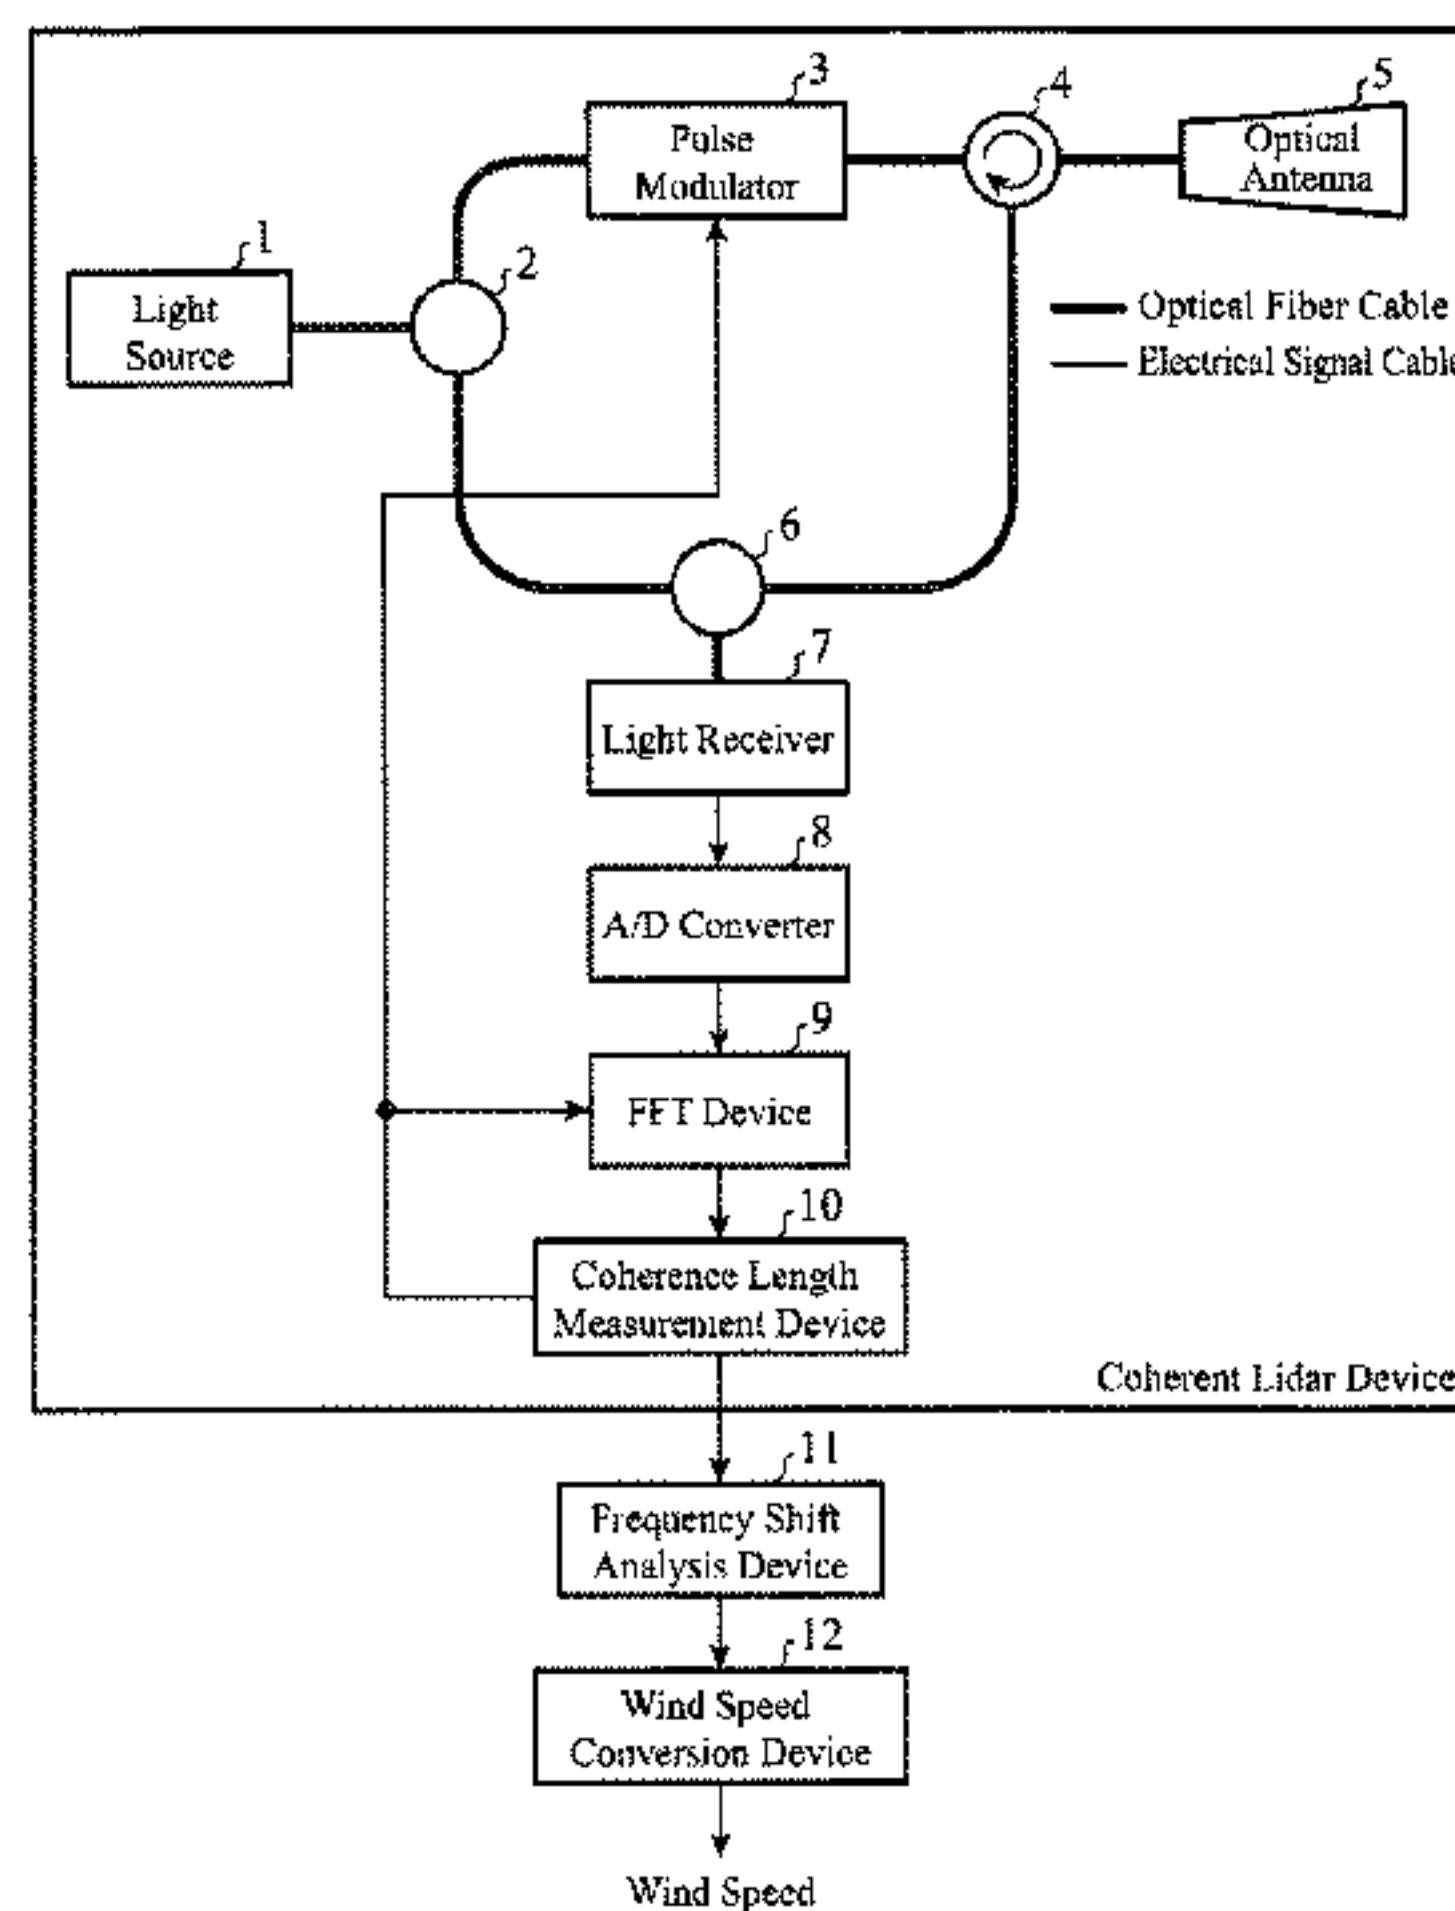 3
4
5
Pulse
Modulator
Optical
Antenna
1
2
Light
Source
Optical Fiber Cable
Electrical Signal Cable
6
7
Light Receiver
8
A/D Converter
9
FFT Device
10
Coherence Length
Measurement Device
Coherent Lidar Device
11
Frequency Shift
Analysis Device
12
Wind Speed
Conversion Device
Wind Speed